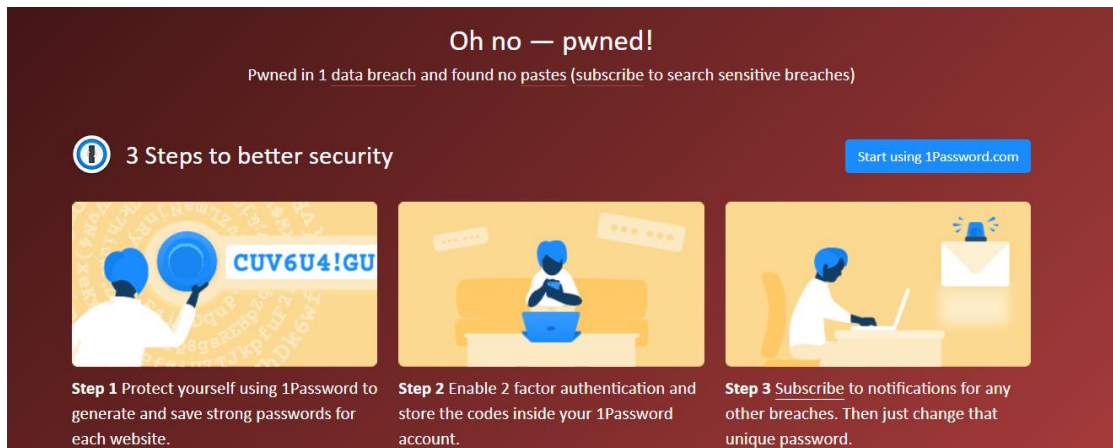 Oh no — pwned!
Pwned in 1 data breach and found no pastes (subscribe to search sensitive breaches)
3 Steps to better security
Start using 1Password.com
CUV6U4!GU
Step 1 Protect yourself using 1Password to
generate and save strong passwords for
each website.
Step 2 Enable 2 factor authentication and
store the codes inside your 1Password
account.
Step 3 Subscribe to notifications for any
other breaches. Then just change that
unique password.